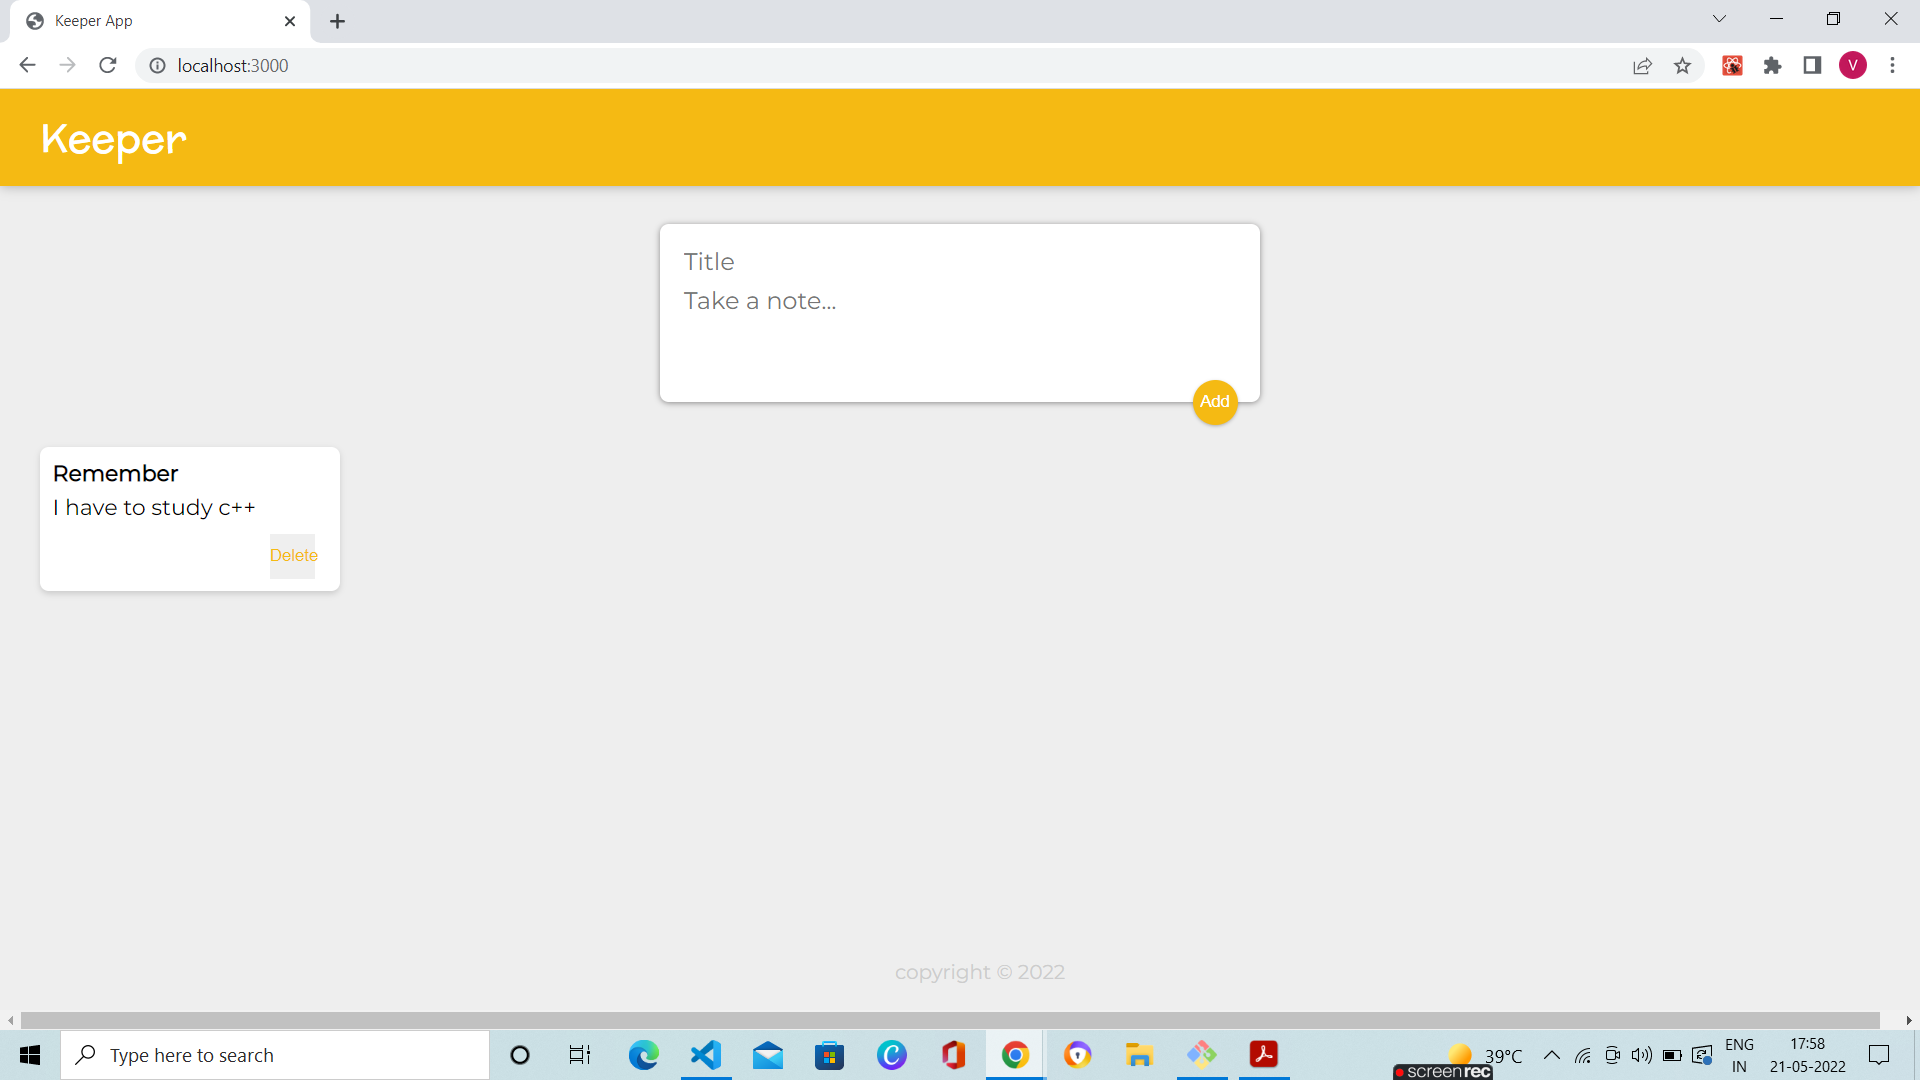 Keeper App
localhost:3000
V
Keeper
Title
Take a note...
Add
Remember
I have to study c++
Delete
copyright © 2022
Type here to search
39°C
ENG
IN
17:58
21-05-2022
screenrec